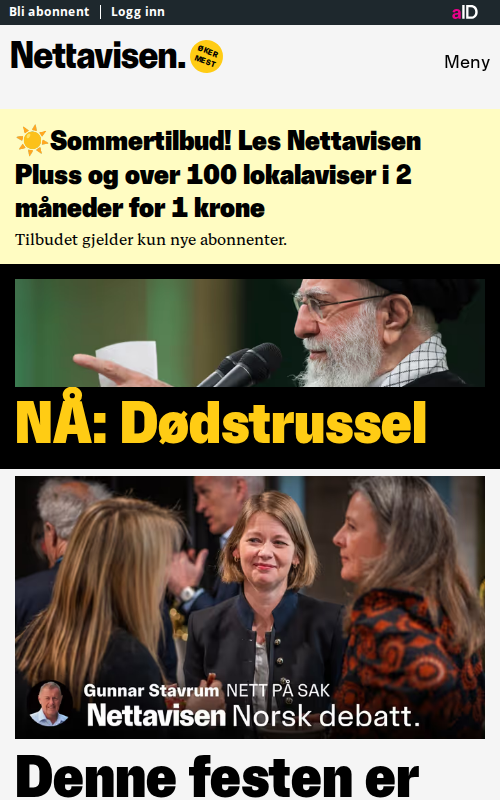 Bli abonnent
Logg inn
aID
Nettavisen.
ØKER
MEST
Meny
☀️Sommertilbud! Les Nettavisen
Pluss og over 100 lokalaviser i 2
måneder for 1 krone
Tilbudet gjelder kun nye abonnenter.
NÅ: Dødstrussel
Gunnar Stavrum NETT PÅ SAK
Nettavisen Norsk debatt.
Denne festen er